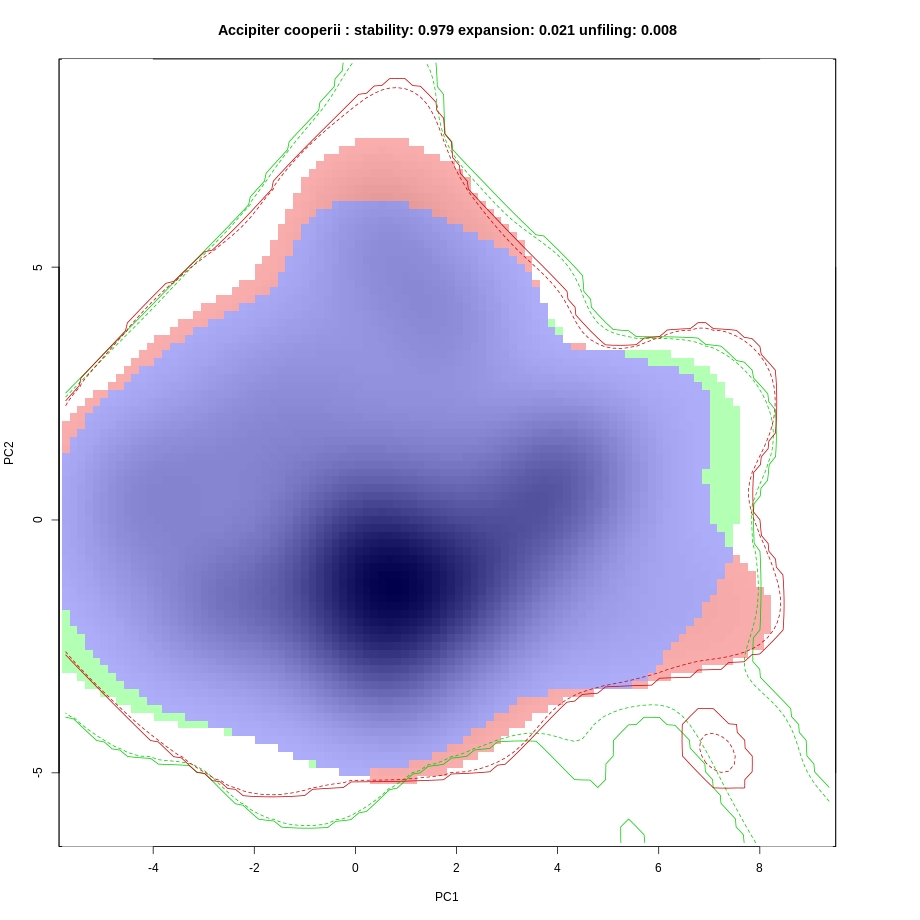 Accipiter cooperii : stability: 0.979 expansion: 0.021 unfiling: 0.008
5
PC2
0
-5
-4 -2 0 2 4 6 8
PC1